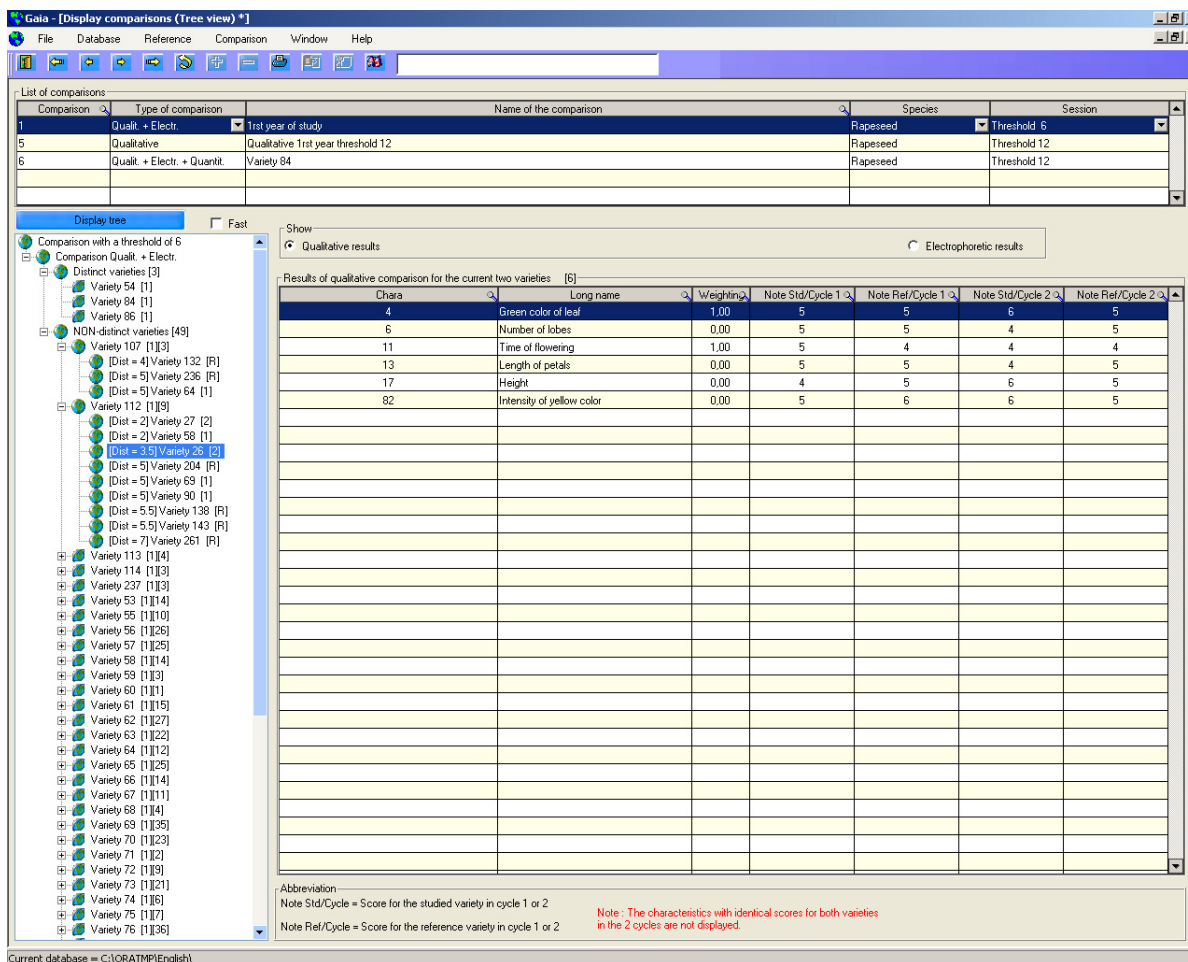 Gaia - [Display comparisons (Tree view) *]
File Database Reference Comparison Window Help
List of comparisons
Comparison Type of comparison Name of the comparison Species Session
1 Qualit. + Electr. 1rst year of study Rapeseed Threshold 6
5 Qualitative Qualitative 1rst year threshold 12 Rapeseed Threshold 12
6 Qualit. + Electr. + Quantit. Variety 84 Rapeseed Threshold 12
Display tree Fast
Comparison with a threshold of 6
Comparison Qualit. + Electr.
Distinct varieties [3]
Variety 54 [1]
Variety 84 [1]
Variety 86 [1]
NON-distinct varieties [49]
Variety 107 [1][3]
[Dist = 4] Variety 132 [R]
[Dist = 5] Variety 236 [R]
[Dist = 5] Variety 64 [1]
Variety 112 [1][9]
[Dist = 2] Variety 27 [2]
[Dist = 2] Variety 58 [1]
[Dist = 3.5] Variety 26 [2]
[Dist = 5] Variety 204 [R]
[Dist = 5] Variety 69 [1]
[Dist = 5] Variety 90 [1]
[Dist = 5.5] Variety 138 [R]
[Dist = 5.5] Variety 143 [R]
[Dist = 7] Variety 261 [R]
Variety 113 [1][4]
Variety 114 [1][3]
Variety 237 [1][3]
Variety 53 [1][14]
Variety 55 [1][10]
Variety 56 [1][26]
Variety 57 [1][25]
Variety 58 [1][14]
Variety 59 [1][3]
Variety 60 [1][1]
Variety 61 [1][15]
Variety 62 [1][27]
Variety 63 [1][22]
Variety 64 [1][12]
Variety 65 [1][25]
Variety 66 [1][14]
Variety 67 [1][11]
Variety 68 [1][4]
Variety 69 [1][35]
Variety 70 [1][23]
Variety 71 [1][2]
Variety 72 [1][9]
Variety 73 [1][21]
Variety 74 [1][6]
Variety 75 [1][7]
Variety 76 [1][36]
Show
Qualitative results Electrophoretic results
Results of qualitative comparison for the current two varieties [6]
Chara Long name Weighting Note Std/Cycle 1 Note Ref/Cycle 1 Note Std/Cycle 2 Note Ref/Cycle 2
4 Green color of leaf 1,00 5 5 6 5
6 Number of lobes 0,00 5 5 4 5
11 Time of flowering 1,00 5 4 4 4
13 Length of petals 0,00 5 5 4 5
17 Height 0,00 4 5 6 5
82 Intensity of yellow color 0,00 5 6 6 5
Abbreviation
Note Std/Cycle = Score for the studied variety in cycle 1 or 2
Note Ref/Cycle = Score for the reference variety in cycle 1 or 2
Note : The characteristics with identical scores for both varieties
in the 2 cycles are not displayed.
Current database = C:\ORATMP\English\